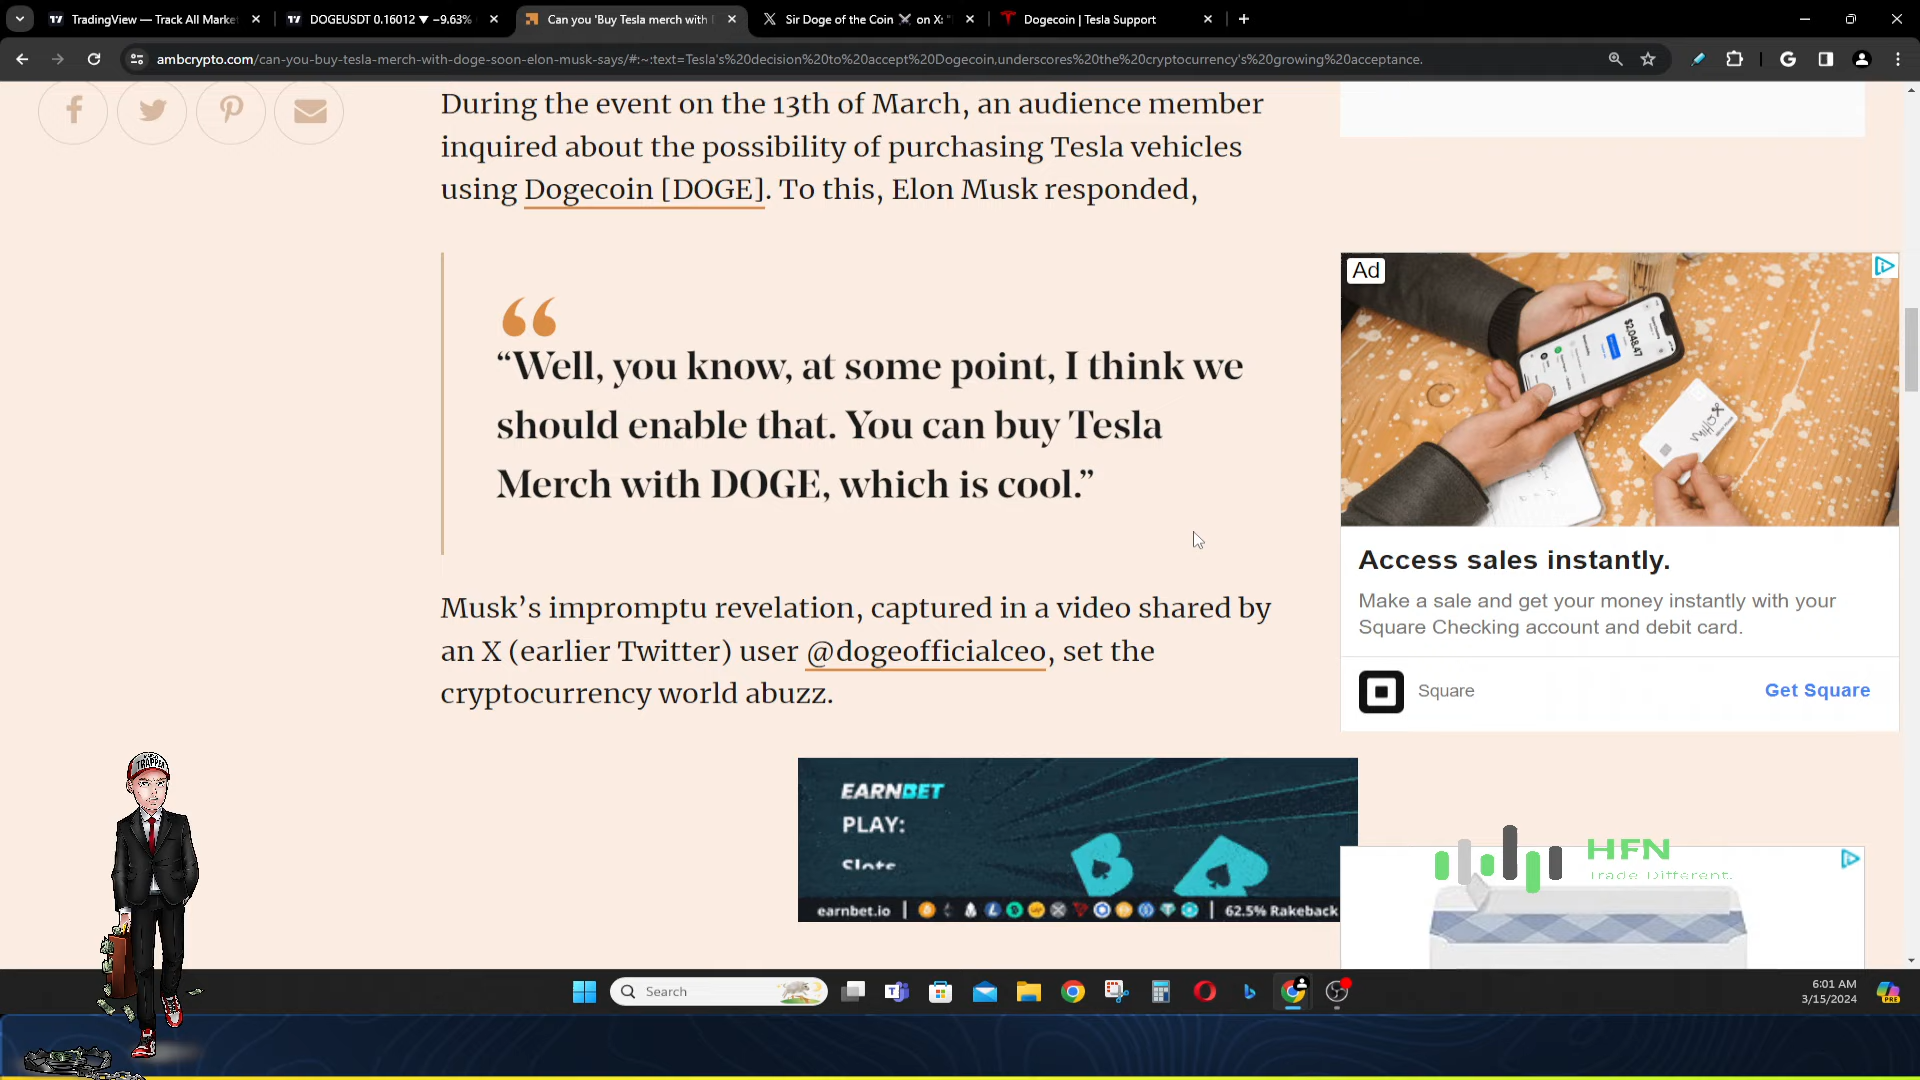 TradingView — Track All Market
DOGEUSDT 0.16012 ▼ −9.63%
Can you 'Buy Tesla merch with
Sir Doge of the Coin ⚔ on X: "
Dogecoin | Tesla Support
ambcrypto.com/can-you-buy-tesla-merch-with-doge-soon-elon-musk-says/#:~:text=Tesla's%20decision%20to%20accept%20Dogecoin,underscores%20the%20cryptocurrency's%20growing%20acceptance.
During the event on the 13th of March, an audience member
inquired about the possibility of purchasing Tesla vehicles
using Dogecoin [DOGE]. To this, Elon Musk responded,
“Well, you know, at some point, I think we
should enable that. You can buy Tesla
Merch with DOGE, which is cool.”
Musk’s impromptu revelation, captured in a video shared by
an X (earlier Twitter) user @dogeofficialceo, set the
cryptocurrency world abuzz.
Ad
$2,048.47
Access sales instantly.
Make a sale and get your money instantly with your
Square Checking account and debit card.
Square
Get Square
TRAPPER
EARNBET
PLAY:
Slots
earnbet.io | 62.5% Rakeback
HFN
Trade Different.
Search
6:01 AM
3/15/2024
PRE